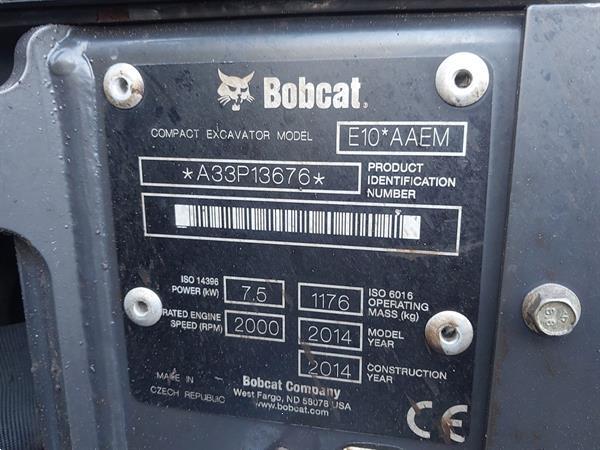 Bobcat
COMPACT EXCAVATOR MODEL E10*AAEM
*A33P13676* PRODUCT IDENTIFICATION NUMBER
ISO 14396 POWER (kW) 7.5 1176 ISO 6016 OPERATING MASS (kg)
RATED ENGINE SPEED (RPM) 2000 2014 MODEL YEAR
2014 CONSTRUCTION YEAR
MADE IN CZECH REPUBLIC
Bobcat Company
West Fargo, ND 58078 USA
www.bobcat.com
CE